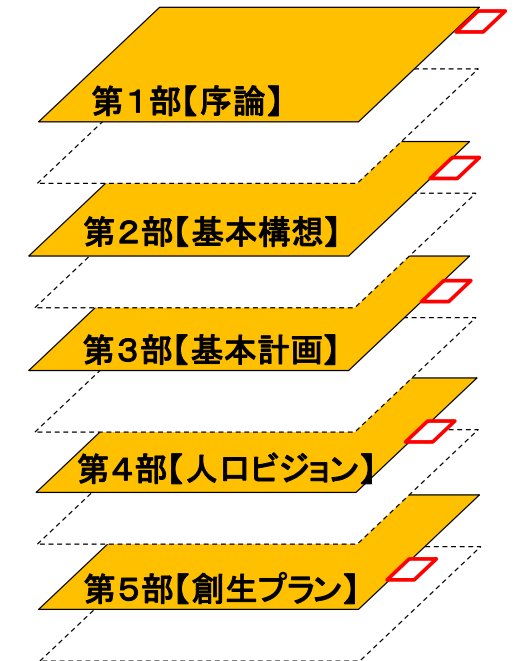 第１部【序論】
第２部【基本構想】
第３部【基本計画】
第４部【人口ビジョン】
第５部【創生プラン】